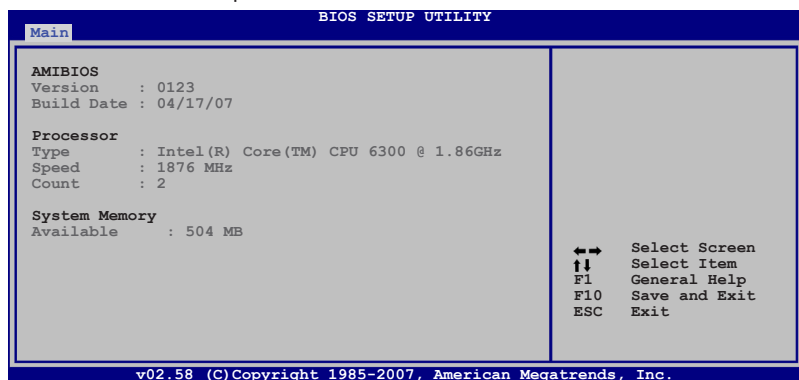 BIOS SETUP UTILITY
Main
AMIBIOS
Version : 0123
Build Date : 04/17/07
Processor
Type : Intel(R) Core(TM) CPU 6300 @ 1.86GHz
Speed : 1876 MHz
Count : 2
System Memory
Available : 504 MB
←→ Select Screen
↑↓ Select Item
F1 General Help
F10 Save and Exit
ESC Exit
v02.58 (C)Copyright 1985-2007, American Megatrends, Inc.